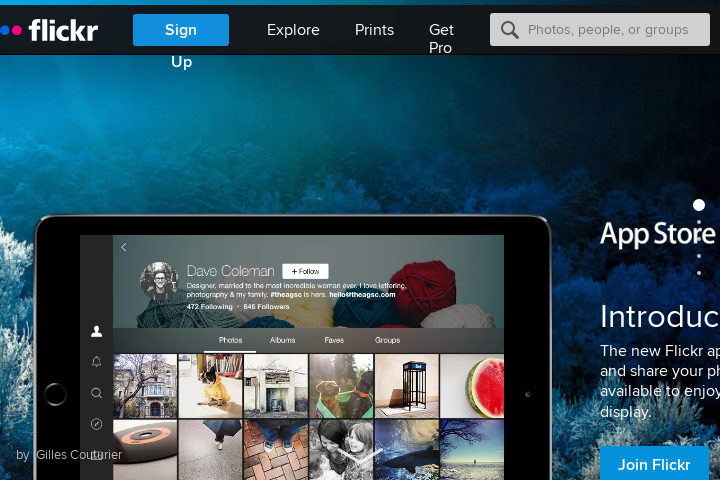 flickr
Sign Up
Explore
Prints
Get Pro
Photos, people, or groups
App Store
Dave Coleman
+ Follow
Designer, married to the most incredible woman ever. I love lettering,
photography & my family. #theagsc is here. hello@theagsc.com
472 Following • 646 Followers
Photos
Albums
Faves
Groups
Introduc
The new Flickr ap
and share your ph
available to enjoy
display.
by Gilles Couturier
Join Flickr